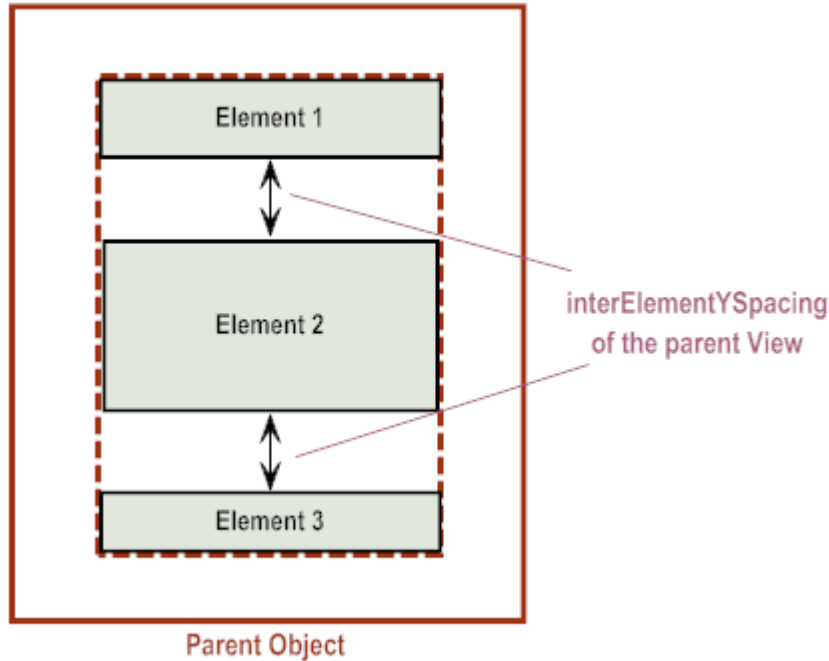 Element 1
Element 2
interElementYSpacing
of the parent View
Element 3
Parent Object